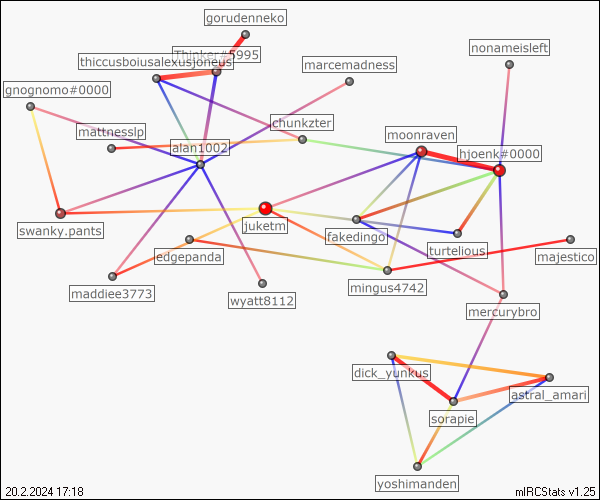 gorudenneko
nonameisleft
Thinker#5995
thiccusboiusalexusjoneus
marcemadness
gnognomo#0000
chunkzter
mattnesslp
moonraven
alan1002
hjoenk#0000
swanky.pants
juketm
fakedingo
turtelious
edgepanda
majestico
maddiee3773
wyatt8112
mingus4742
mercurybro
dick_yunkus
astral_amari
sorapie
yoshimanden
20.2.2024 17:18
mIRCStats v1.25